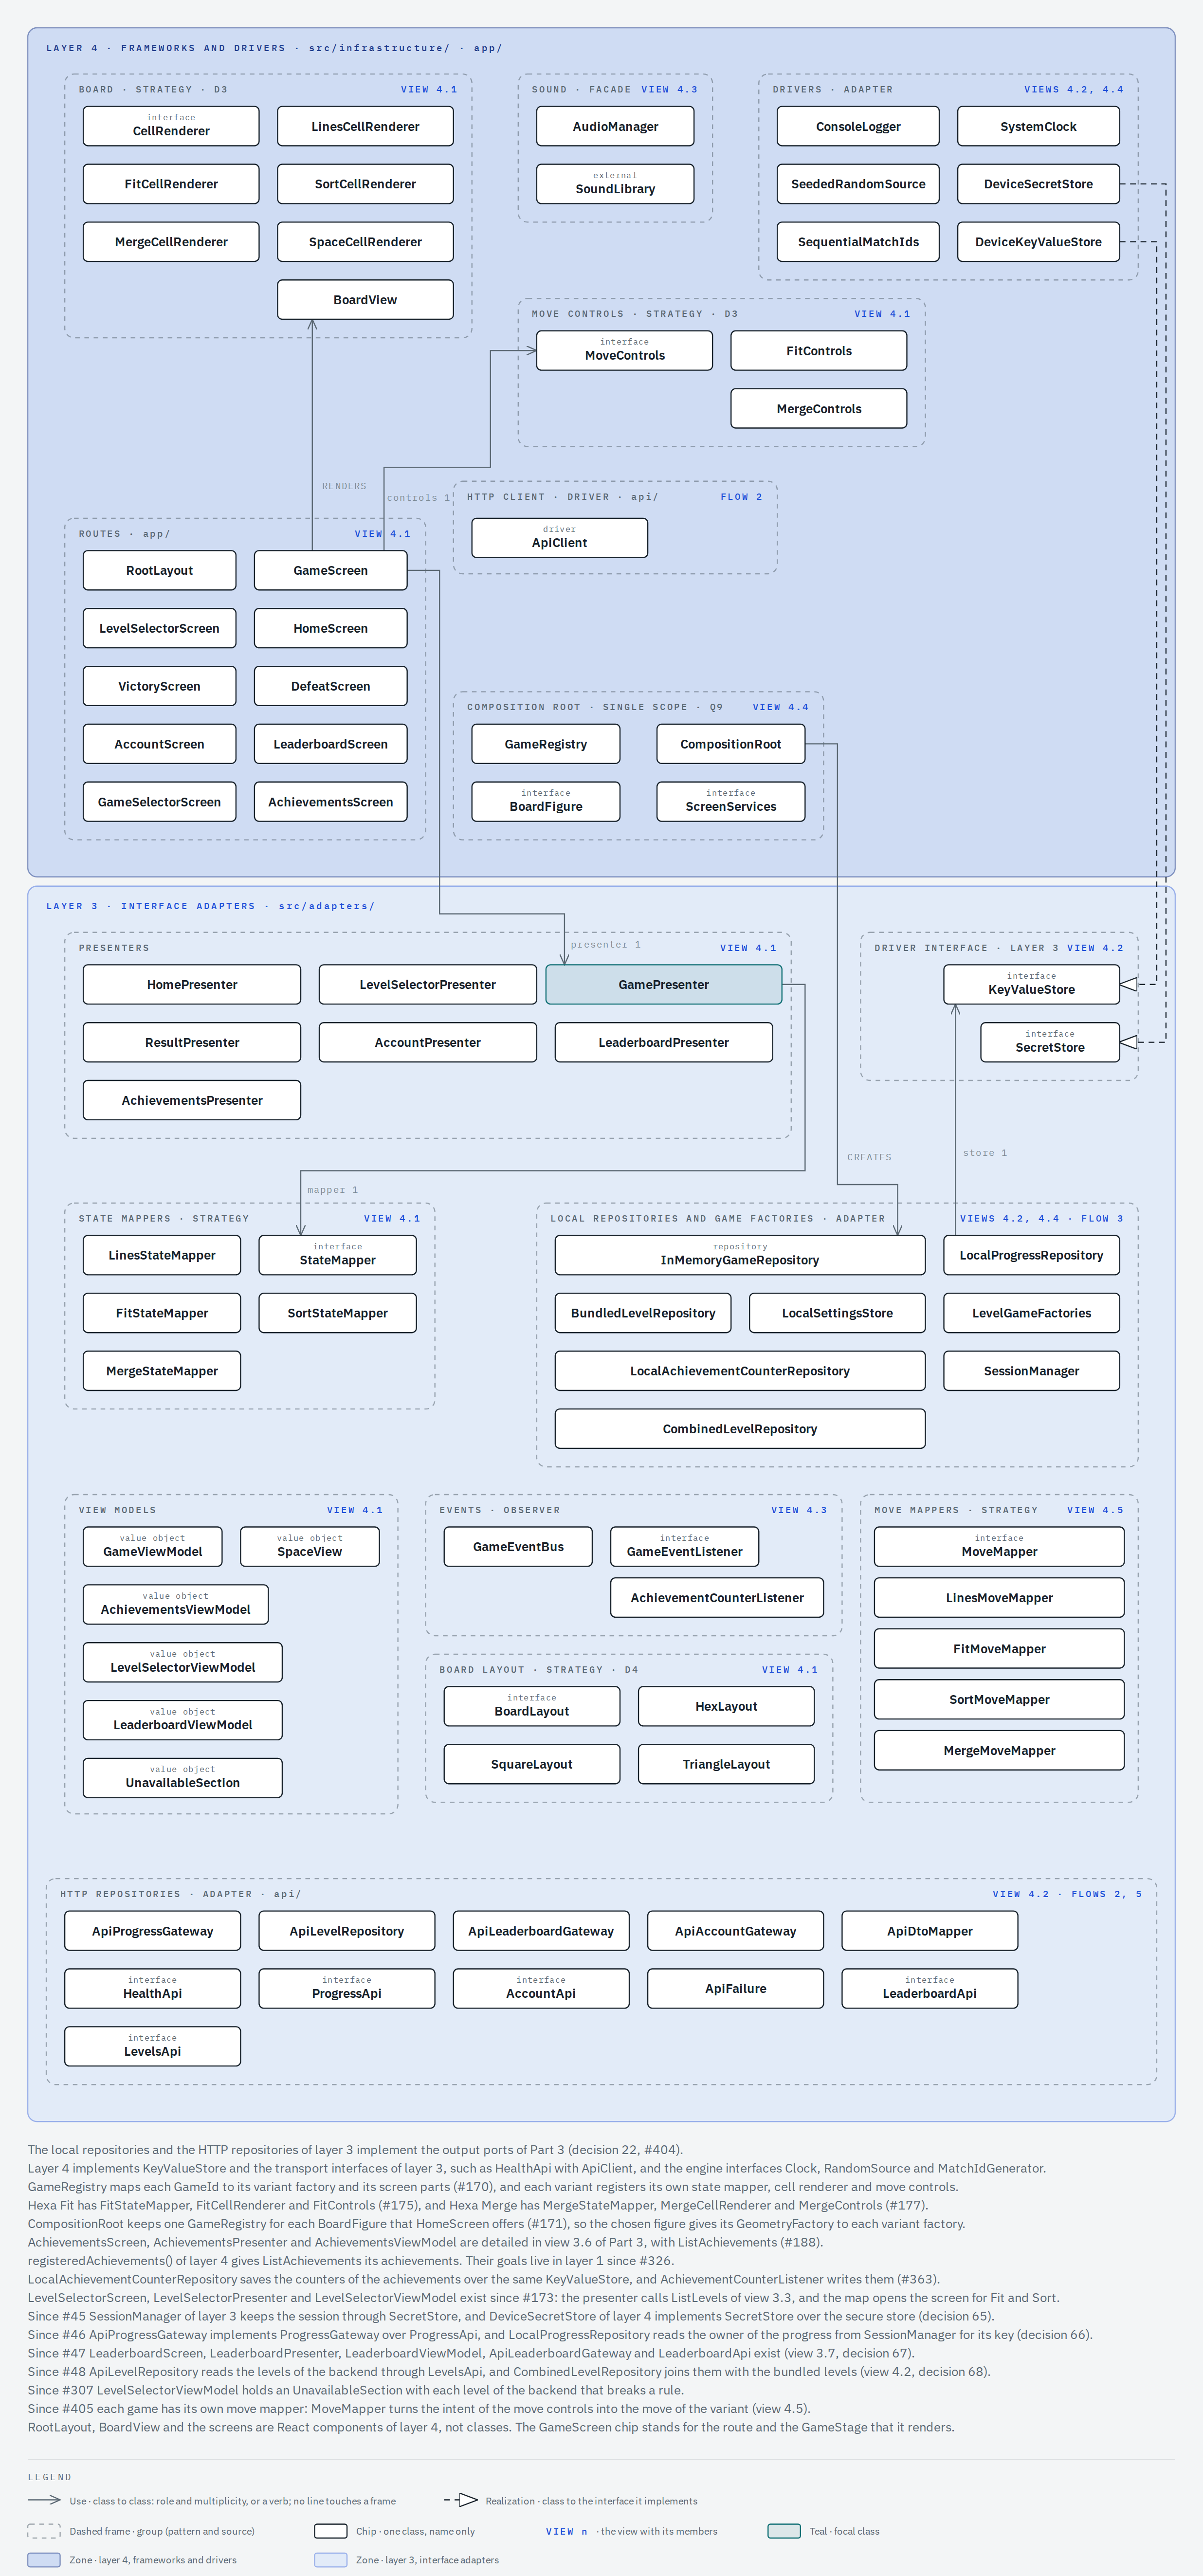 LAYER 4 · FRAMEWORKS AND DRIVERS · src/infrastructure/ · app/
BOARD · STRATEGY · D3 VIEW 4.1
interface
CellRenderer
LinesCellRenderer
FitCellRenderer
SortCellRenderer
MergeCellRenderer
SpaceCellRenderer
BoardView
SOUND · FACADE VIEW 4.3
AudioManager
external
SoundLibrary
DRIVERS · ADAPTER VIEWS 4.2, 4.4
ConsoleLogger
SystemClock
SeededRandomSource
DeviceSecretStore
SequentialMatchIds
DeviceKeyValueStore
MOVE CONTROLS · STRATEGY · D3 VIEW 4.1
interface
MoveControls
FitControls
MergeControls
RENDERS
controls 1
HTTP CLIENT · DRIVER · api/ FLOW 2
driver
ApiClient
ROUTES · app/ VIEW 4.1
RootLayout
GameScreen
LevelSelectorScreen
HomeScreen
VictoryScreen
DefeatScreen
AccountScreen
LeaderboardScreen
GameSelectorScreen
AchievementsScreen
COMPOSITION ROOT · SINGLE SCOPE · Q9 VIEW 4.4
GameRegistry
CompositionRoot
interface
BoardFigure
interface
ScreenServices
LAYER 3 · INTERFACE ADAPTERS · src/adapters/
PRESENTERS VIEW 4.1
presenter 1
HomePresenter
LevelSelectorPresenter
GamePresenter
ResultPresenter
AccountPresenter
LeaderboardPresenter
AchievementsPresenter
DRIVER INTERFACE · LAYER 3 VIEW 4.2
interface
KeyValueStore
interface
SecretStore
CREATES
store 1
mapper 1
STATE MAPPERS · STRATEGY VIEW 4.1
LinesStateMapper
interface
StateMapper
FitStateMapper
SortStateMapper
MergeStateMapper
LOCAL REPOSITORIES AND GAME FACTORIES · ADAPTER VIEWS 4.2, 4.4 · FLOW 3
repository
InMemoryGameRepository
LocalProgressRepository
BundledLevelRepository
LocalSettingsStore
LevelGameFactories
LocalAchievementCounterRepository
SessionManager
CombinedLevelRepository
VIEW MODELS VIEW 4.1
value object
GameViewModel
value object
SpaceView
value object
AchievementsViewModel
value object
LevelSelectorViewModel
value object
LeaderboardViewModel
value object
UnavailableSection
EVENTS · OBSERVER VIEW 4.3
GameEventBus
interface
GameEventListener
AchievementCounterListener
BOARD LAYOUT · STRATEGY · D4 VIEW 4.1
interface
BoardLayout
HexLayout
SquareLayout
TriangleLayout
MOVE MAPPERS · STRATEGY VIEW 4.5
interface
MoveMapper
LinesMoveMapper
FitMoveMapper
SortMoveMapper
MergeMoveMapper
HTTP REPOSITORIES · ADAPTER · api/ VIEW 4.2 · FLOWS 2, 5
ApiProgressGateway
ApiLevelRepository
ApiLeaderboardGateway
ApiAccountGateway
ApiDtoMapper
interface
HealthApi
interface
ProgressApi
interface
AccountApi
ApiFailure
interface
LeaderboardApi
interface
LevelsApi
The local repositories and the HTTP repositories of layer 3 implement the output ports of Part 3 (decision 22, #404).
Layer 4 implements KeyValueStore and the transport interfaces of layer 3, such as HealthApi with ApiClient, and the engine interfaces Clock, RandomSource and MatchIdGenerator.
GameRegistry maps each GameId to its variant factory and its screen parts (#170), and each variant registers its own state mapper, cell renderer and move controls.
Hexa Fit has FitStateMapper, FitCellRenderer and FitControls (#175), and Hexa Merge has MergeStateMapper, MergeCellRenderer and MergeControls (#177).
CompositionRoot keeps one GameRegistry for each BoardFigure that HomeScreen offers (#171), so the chosen figure gives its GeometryFactory to each variant factory.
AchievementsScreen, AchievementsPresenter and AchievementsViewModel are detailed in view 3.6 of Part 3, with ListAchievements (#188).
registeredAchievements() of layer 4 gives ListAchievements its achievements. Their goals live in layer 1 since #326.
LocalAchievementCounterRepository saves the counters of the achievements over the same KeyValueStore, and AchievementCounterListener writes them (#363).
LevelSelectorScreen, LevelSelectorPresenter and LevelSelectorViewModel exist since #173: the presenter calls ListLevels of view 3.3, and the map opens the screen for Fit and Sort.
Since #45 SessionManager of layer 3 keeps the session through SecretStore, and DeviceSecretStore of layer 4 implements SecretStore over the secure store (decision 65).
Since #46 ApiProgressGateway implements ProgressGateway over ProgressApi, and LocalProgressRepository reads the owner of the progress from SessionManager for its key (decision 66).
Since #47 LeaderboardScreen, LeaderboardPresenter, LeaderboardViewModel, ApiLeaderboardGateway and LeaderboardApi exist (view 3.7, decision 67).
Since #48 ApiLevelRepository reads the levels of the backend through LevelsApi, and CombinedLevelRepository joins them with the bundled levels (view 4.2, decision 68).
Since #307 LevelSelectorViewModel holds an UnavailableSection with each level of the backend that breaks a rule.
Since #405 each game has its own move mapper: MoveMapper turns the intent of the move controls into the move of the variant (view 4.5).
RootLayout, BoardView and the screens are React components of layer 4, not classes. The GameScreen chip stands for the route and the GameStage that it renders.
LEGEND
Use · class to class: role and multiplicity, or a verb; no line touches a frame
Realization · class to the interface it implements
Dashed frame · group (pattern and source)
Chip · one class, name only
VIEW n · the view with its members
Teal · focal class
Zone · layer 4, frameworks and drivers
Zone · layer 3, interface adapters